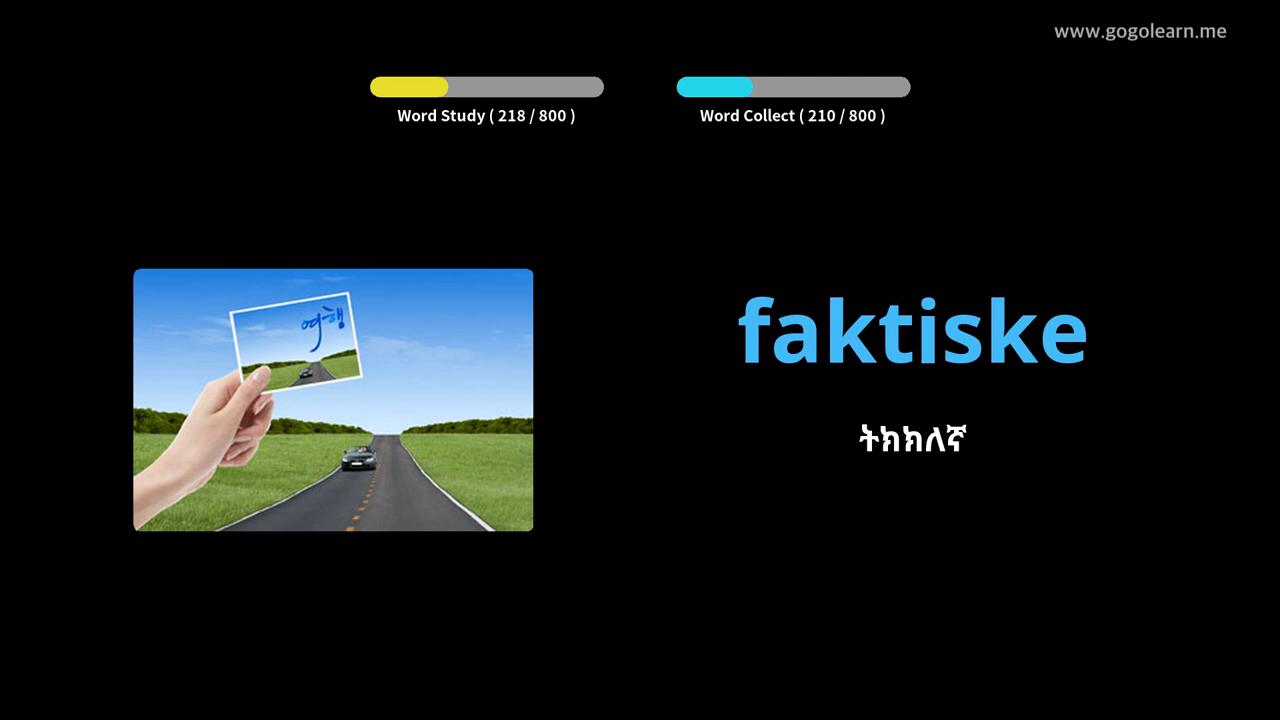 www.gogolearn.me
Word Study ( 218 / 800 )
Word Collect ( 210 / 800 )
여행
faktiske
ትክክለኛ